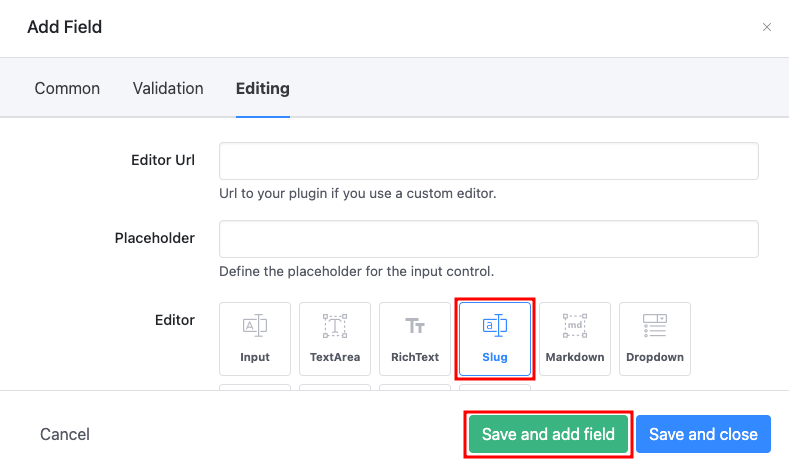 Add Field
×
Common Validation Editing
Editor Url
Url to your plugin if you use a custom editor.
Placeholder
Define the placeholder for the input control.
Editor
A T TT a md
Input TextArea RichText Slug Markdown Dropdown
Cancel Save and add field Save and close